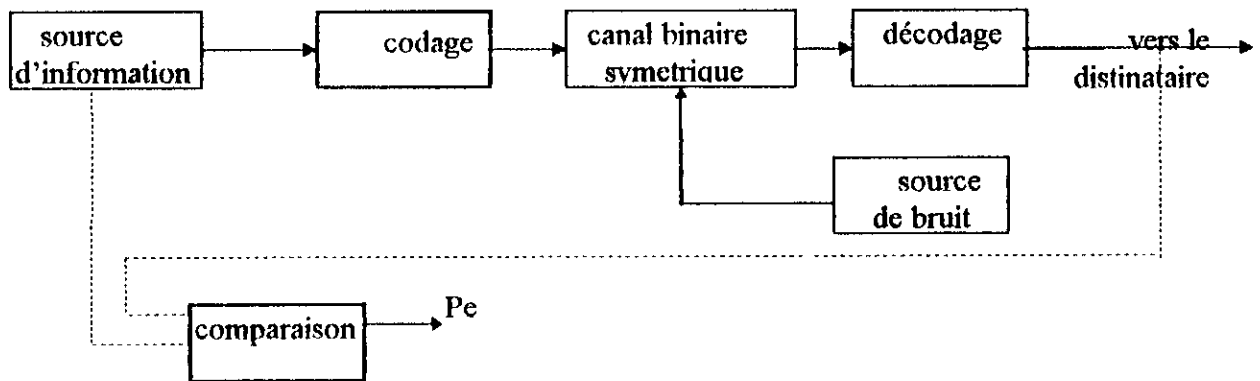 source
d'information
codage
canal binaire
symetrique
décodage
vers le
distinataire
source
de bruit
comparaison
Pe